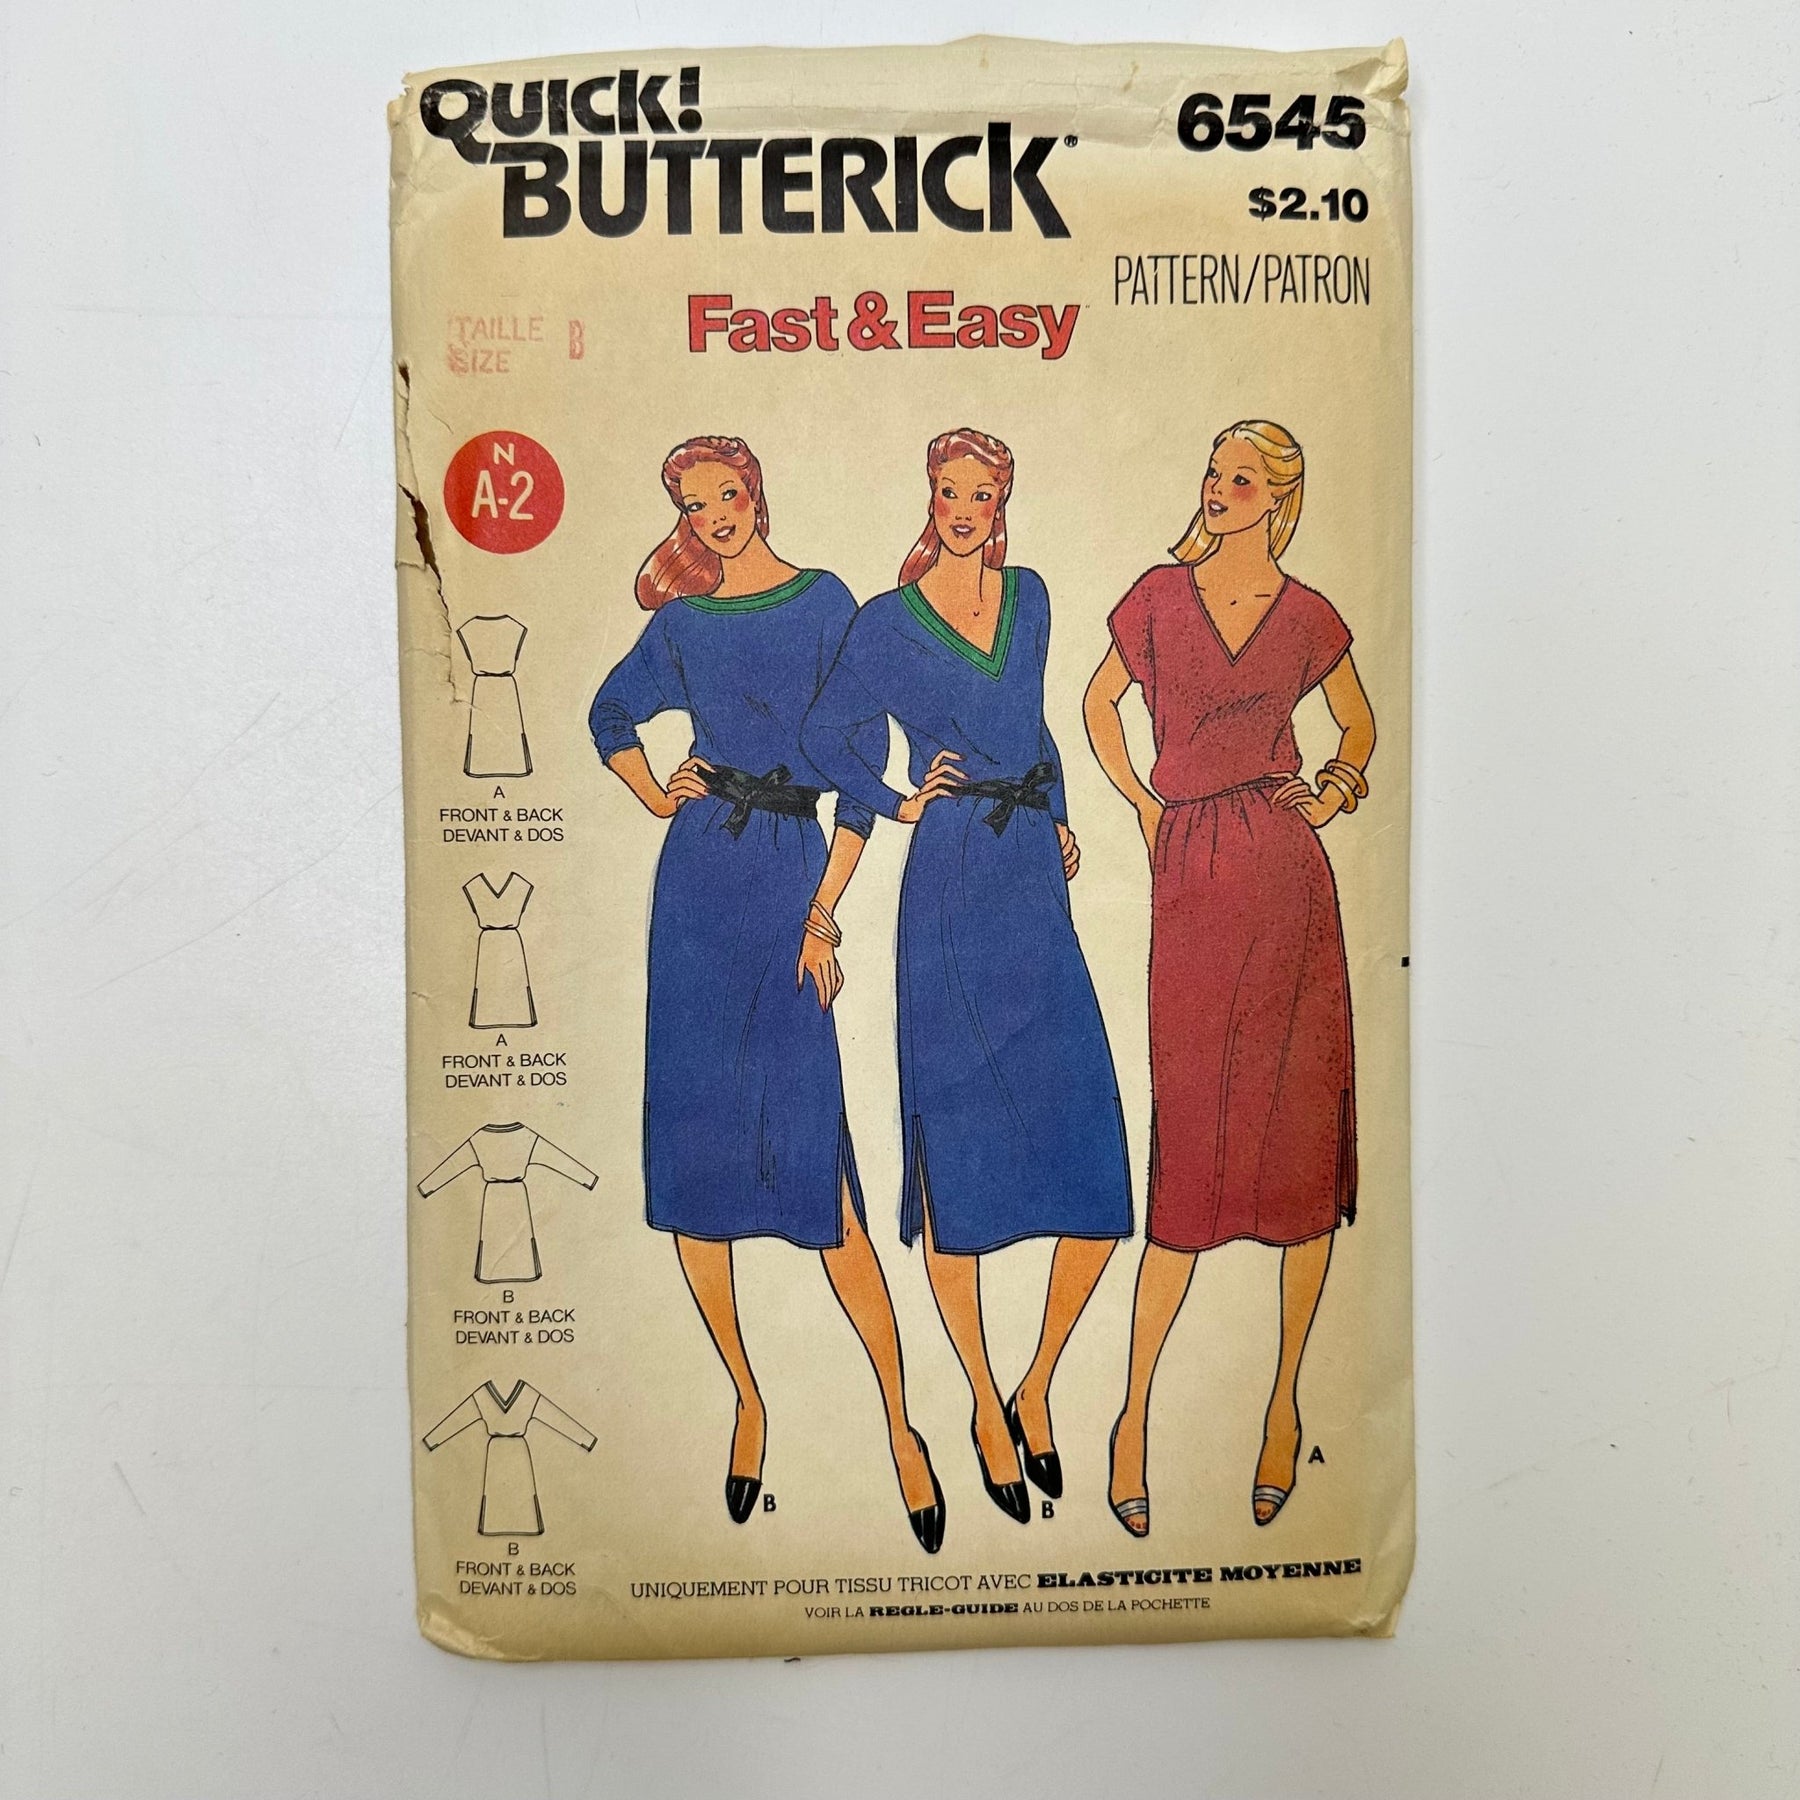 QUICK!
BUTTERICK®
6545
$2.10
PATTERN/PATRON
Fast & Easy
TAILLE B
SIZE
N
A-2
A
FRONT & BACK
DEVANT & DOS
A
FRONT & BACK
DEVANT & DOS
B
FRONT & BACK
DEVANT & DOS
B
FRONT & BACK
DEVANT & DOS
B
B
A
UNIQUEMENT POUR TISSU TRICOT AVEC ELASTICITE MOYENNE
VOIR LA REGLE-GUIDE AU DOS DE LA POCHETTE